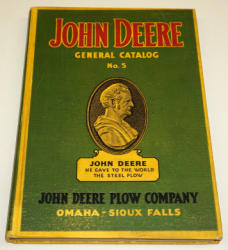 JOHN DEERE
GENERAL CATALOG
No. 5
JOHN DEERE
HE GAVE TO THE WORLD
THE STEEL PLOW
JOHN DEERE PLOW COMPANY
OMAHA - SIOUX FALLS